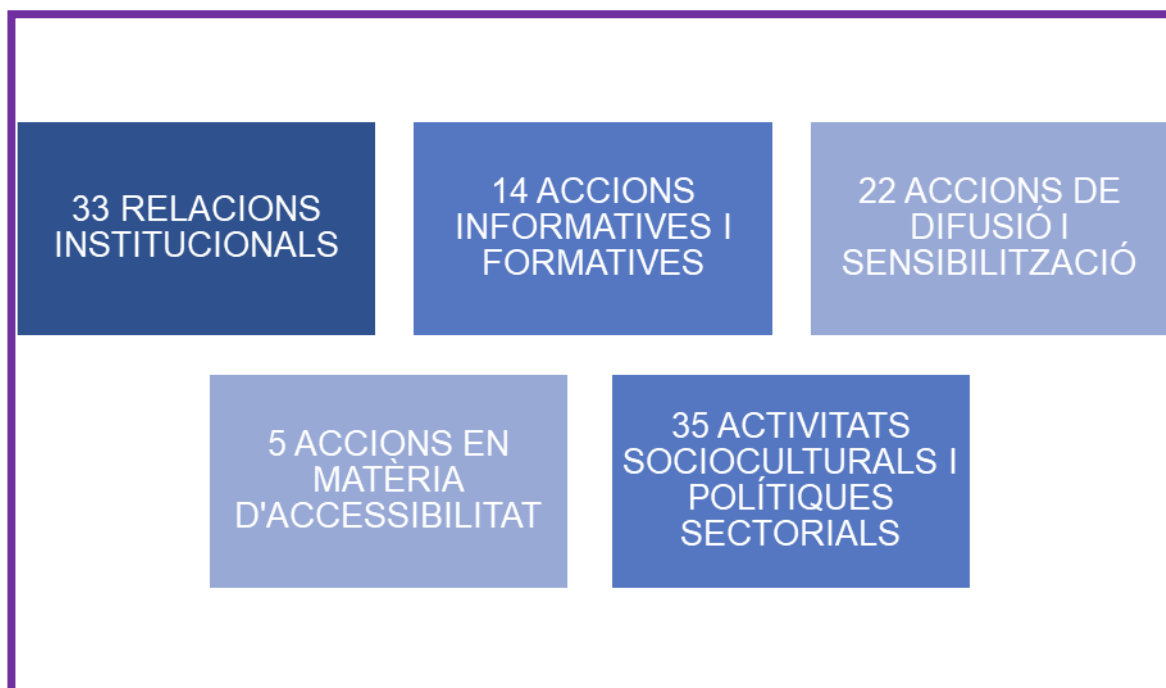 33 RELACIONS
INSTITUCIONALS
14 ACCIONS
INFORMATIVES I
FORMATIVES
22 ACCIONS DE
DIFUSIÓ I
SENSIBILITZACIÓ
5 ACCIONS EN
MATÈRIA
D'ACCESSIBILITAT
35 ACTIVITATS
SOCIOCULTURALS I
POLÍTIQUES
SECTORIALS